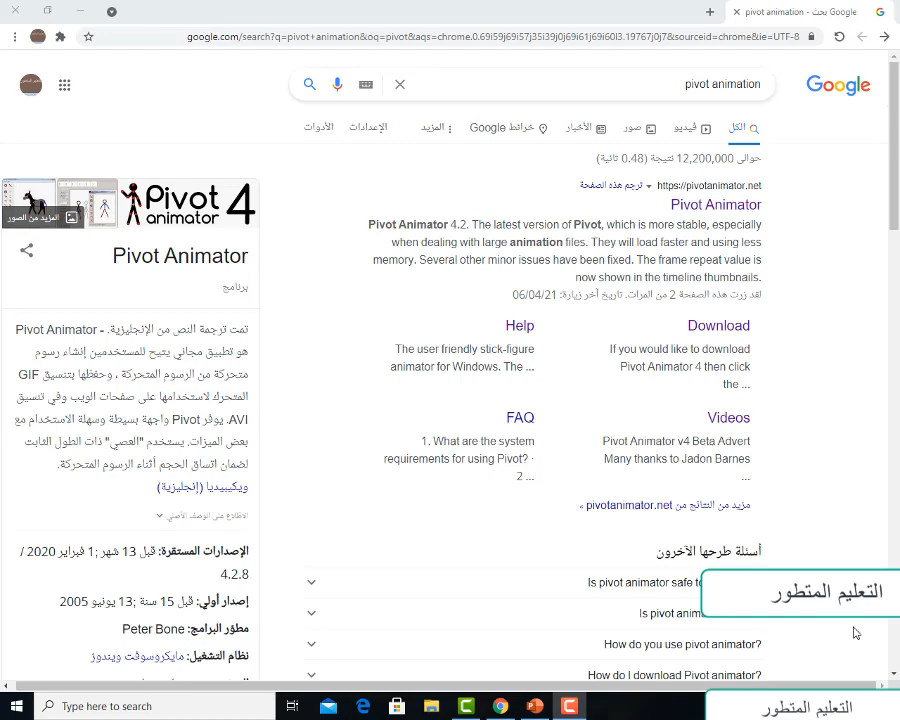 pivot animation - بحث Google
google.com/search?q=pivot+animation&oq=pivot&aqs=chrome.0.69i59j69i57j35i39j0j69i61j69i60l3.19767j0j7&sourceid=chrome&ie=UTF-8
Google
pivot animation
الكل
فيديو
صور
الأخبار
خرائط Google
المزيد
الإعدادات
الأدوات
حوالى 12,200,000 نتيجة (0.48 ثانية)
https://pivotanimator.net ترجم هذه الصفحة
Pivot Animator
Pivot Animator 4.2. The latest version of Pivot, which is more stable, especially
when dealing with large animation files. They will load faster and using less
memory. Several other minor issues have been fixed. The frame repeat value is
now shown in the timeline thumbnails.
لقد زرت هذه الصفحة 2 من المرات. تاريخ آخر زيارة: 06/04/21
Download
If you would like to download
Pivot Animator 4 then click
the ...
Help
The user friendly stick-figure
animator for Windows. The ...
Videos
Pivot Animator v4 Beta Advert
Many thanks to Jadon Barnes
...
FAQ
1. What are the system
requirements for using Pivot? ·
2 ...
مزيد من النتائج من pivotanimator.net »
أسئلة طرحها الآخرون
Is pivot animator safe to
Is pivot anim
How do you use pivot animator?
How do I download Pivot Animator?
Pivot
animator 4
المزيد من الصور
Pivot Animator
برنامج
تمت ترجمة النص من الإنجليزية. - Pivot Animator
هو تطبيق مجاني يتيح للمستخدمين إنشاء رسوم
متحركة من الرسوم المتحركة ، وحفظها بتنسيق GIF
المتحرك لاستخدامها على صفحات الويب وفي تنسيق
AVI. يوفر Pivot واجهة بسيطة وسهلة الاستخدام مع
بعض الميزات. يستخدم "العصي" ذات الطول الثابت
لضمان اتساق الحجم أثناء الرسوم المتحركة.
ويكيبيديا (إنجليزية)
الاطلاع على الوصف الأصلي
الإصدارات المستقرة: قبل 13 شهر ;1 فبراير 2020 /
4.2.8
إصدار أولي: قبل 15 سنة ;13 يونيو 2005
مطوّر البرامج: Peter Bone
نظام التشغيل: مايكروسوفت ويندوز
التعليم المتطور
Type here to search
التعليم المتطور